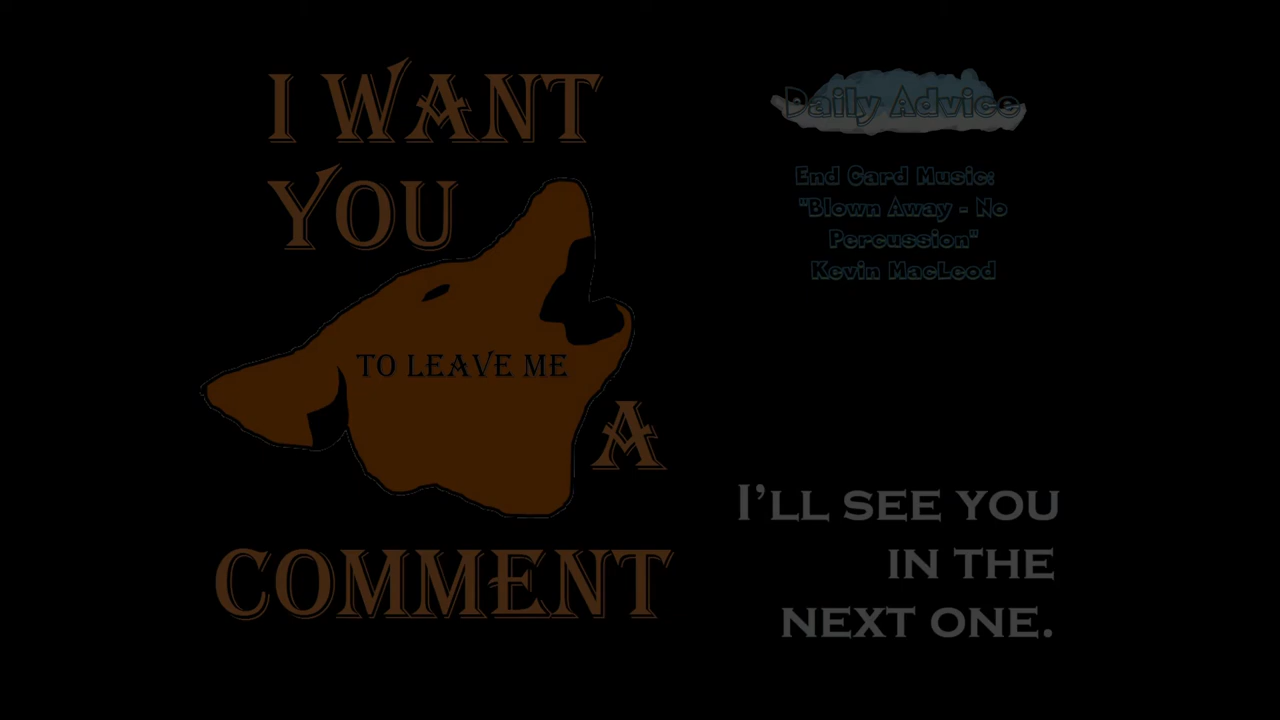 I WANT
YOU
TO LEAVE ME
A
COMMENT
Daily Advice
End Card Music:
"Blown Away - No
Percussion"
Kevin MacLeod
I'LL SEE YOU
IN THE
NEXT ONE.